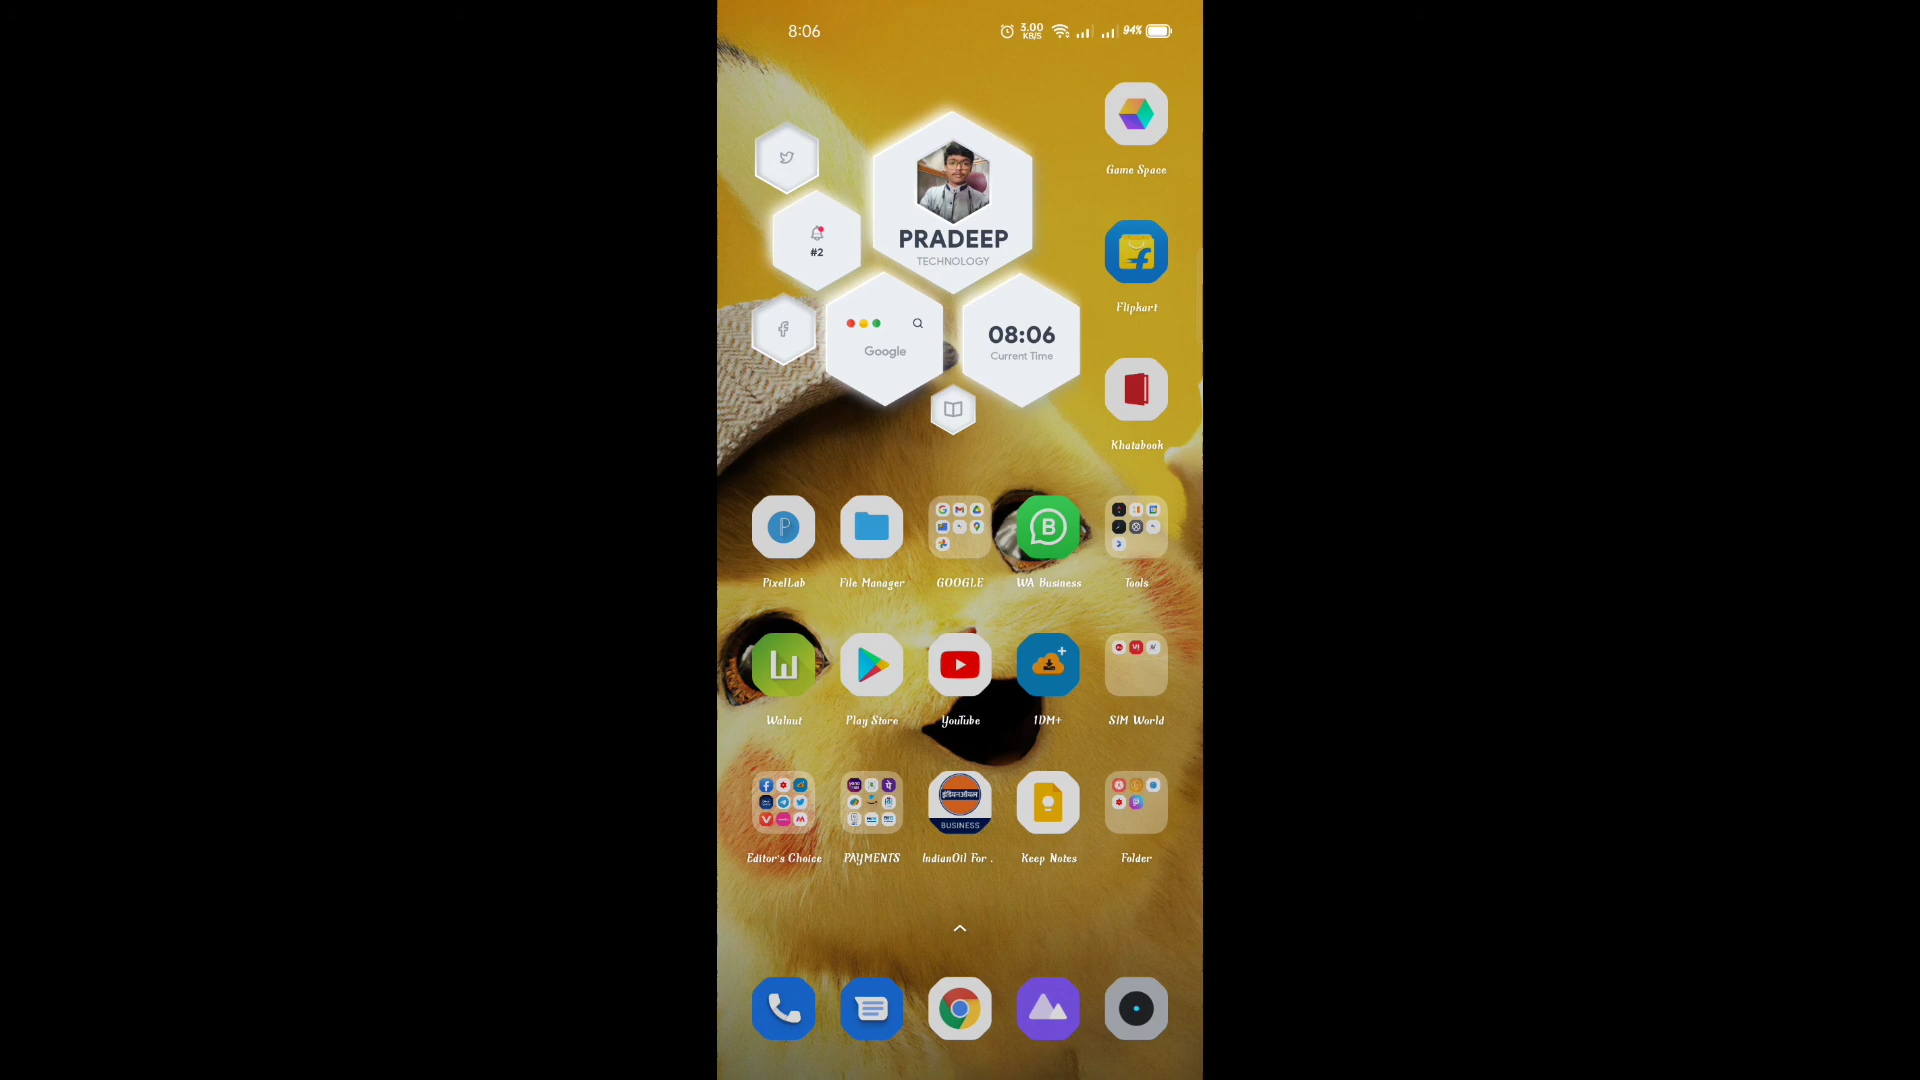 8:06
3.00
KB/S
94%
Game Space
PRADEEP
TECHNOLOGY
#2
Flipkart
Google
08:06
Current Time
Khatabook
P
B
PixelLab
File Manager
GOOGLE
WA Business
Tools
Walnut
Play Store
YouTube
1DM+
SIM World
इंडियनऑयल
BUSINESS
Editor's Choice
PAYMENTS
IndianOil For .
Keep Notes
Folder